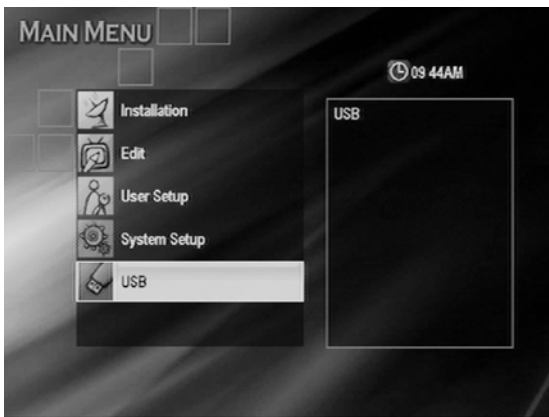 MAIN MENU
09 44AM
Installation
USB
Edit
User Setup
System Setup
USB